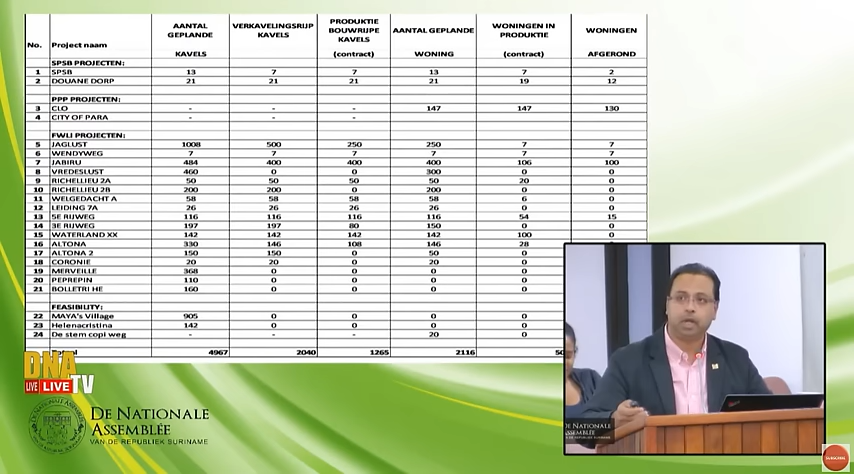 No. Project naam AANTAL GEPLANDE KAVELS VERKAVELINGSRIJP KAVELS PRODUKTIE BOUWRIJPE KAVELS (contract) AANTAL GEPLANDE WONING WONINGEN IN PRODUKTIE (contract) WONINGEN AFGEROND
SPSB PROJECTEN:
1 SPSB 13 7 7 13 7 2
2 DOUANE DORP 21 21 21 21 19 12
PPP PROJECTEN:
3 CLO - - - 147 147 130
4 CITY OF PARA - - -
FWLI PROJECTEN:
5 JAGLUST 1008 500 250 250 7 7
6 WENDYWEG 7 7 7 7 7 7
7 JABIRU 484 400 400 400 106 100
8 VREDESLUST 460 0 0 300 0 0
9 RICHELLIEU 2A 50 50 50 50 20 0
10 RICHELLIEU 2B 200 200 0 200 0 0
11 WELGEDACHT A 58 58 58 58 6 0
12 LEIDING 7A 26 26 26 26 0 0
13 5E RIJWEG 116 116 116 116 54 15
14 3E RIJWEG 197 197 80 150 0 0
15 WATERLAND XX 142 142 142 142 100 0
16 ALTONA 330 146 108 146 28
17 ALTONA 2 150 150 0 50
18 CORONIE 20 20 0 20
19 MERVEILLE 368 0 0 0
20 PEPREPIN 110 0 0 0
21 BOLLETRI HE 160 0 0 0
FEASIBILITY:
22 MAYA's Village 905 0 0 0
23 Helenacristina 142 0 0 0
24 De stem copi weg - - - 20
4967 2040 1265 2116
DNA
LIVE LIVE TV
DE NATIONALE
ASSEMBLÉE
VAN DE REPUBLIEK SURINAME
DE NATIONALE
ASSEMBLÉE
SUBSCRIBE